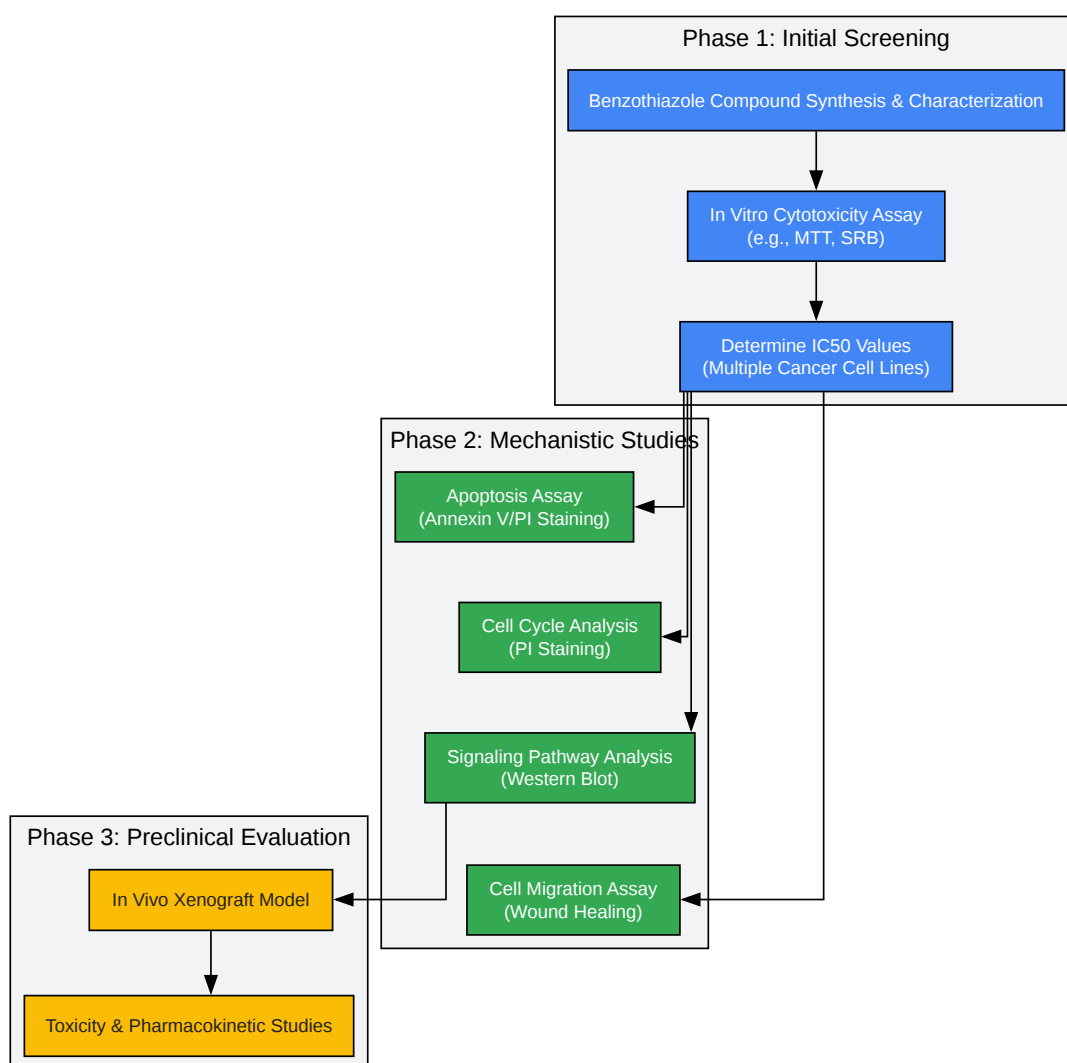 Phase 1: Initial Screening
Benzothiazole Compound Synthesis & Characterization
In Vitro Cytotoxicity Assay
(e.g., MTT, SRB)
Determine IC50 Values
(Multiple Cancer Cell Lines)
Phase 2: Mechanistic Studies
Apoptosis Assay
(Annexin V/PI Staining)
Cell Cycle Analysis
(PI Staining)
Signaling Pathway Analysis
(Western Blot)
Cell Migration Assay
(Wound Healing)
Phase 3: Preclinical Evaluation
In Vivo Xenograft Model
Toxicity & Pharmacokinetic Studies